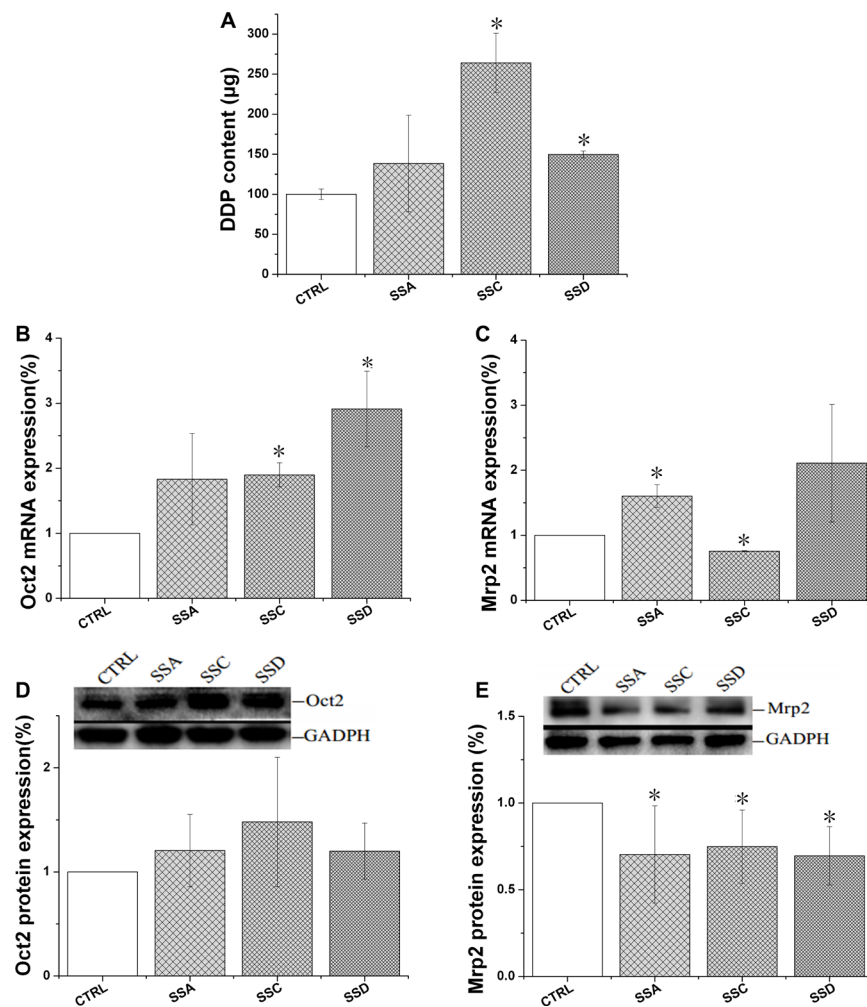 A
DDP content (µg)
300
250
200
150
100
50
0
*
*
CTRL
SSA
SSC
SSD
B
Oct2 mRNA expression(%)
4
3
2
1
0
*
*
CTRL
SSA
SSC
SSD
C
Mrp2 mRNA expression(%)
4
3
2
1
0
*
*
CTRL
SSA
SSC
SSD
D
CTRL SSA SSC SSD
Oct2
GADPH
Oct2 protein expression(%)
2
1
0
CTRL
SSA
SSC
SSD
E
CTRL SSA SSC SSD
Mrp2
GADPH
Mrp2 protein expression (%)
1.5
1.0
0.5
0.0
*
*
*
CTRL
SSA
SSC
SSD